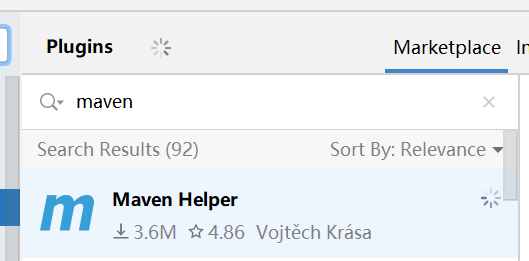 Plugins
Marketplace In
maven
Search Results (92) Sort By: Relevance
m Maven Helper
3.6M 4.86 Vojtěch Krása